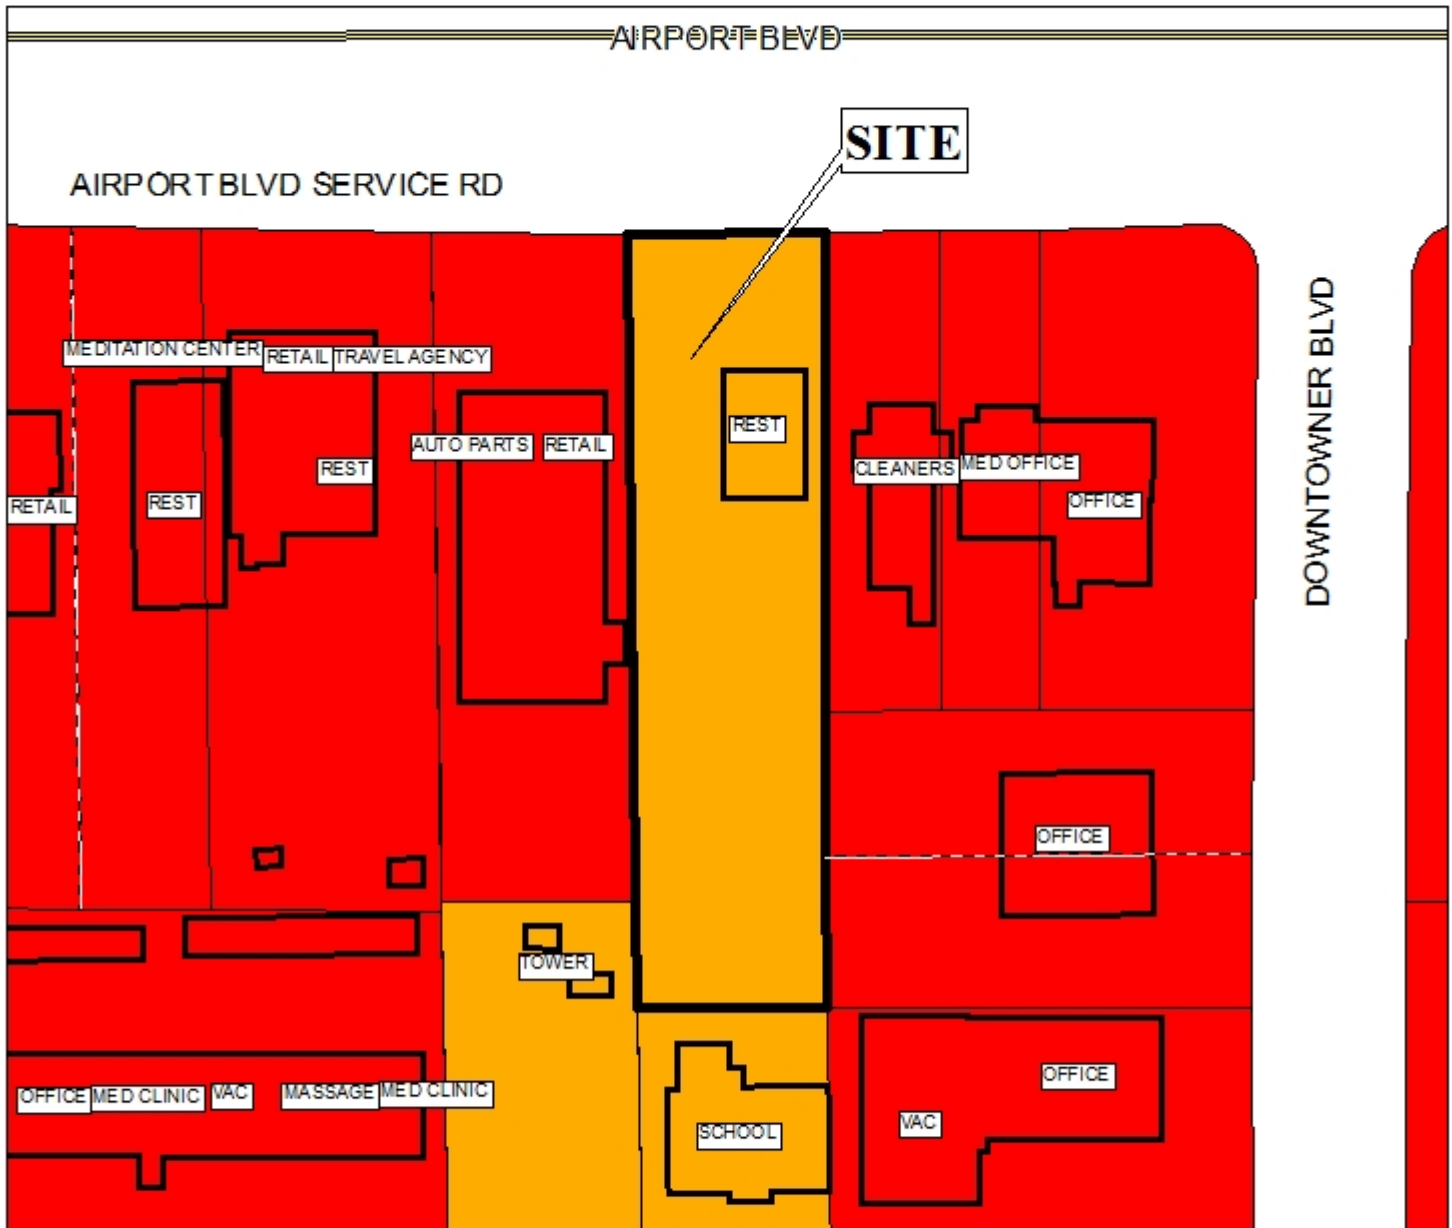 AIRPORT BLVD
SITE
AIRPORT BLVD SERVICE RD
DOWNTOWNER BLVD
MEDITATION CENTER
RETAIL
TRAVEL AGENCY
REST
AUTO PARTS
RETAIL
REST
CLEANERS
MED OFFICE
RETAIL
REST
OFFICE
OFFICE
TOWER
OFFICE
MED CLINIC
VAC
MASSAGE
MED CLINIC
OFFICE
SCHOOL
VAC